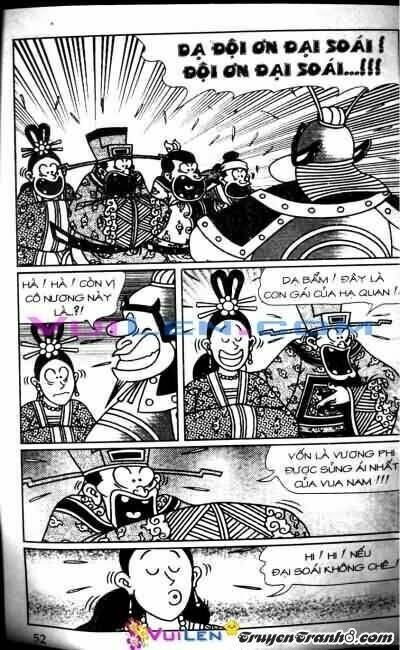 DẠ ĐỘI ƠN ĐẠI SOÁI !
ĐỘI ƠN ĐẠI SOÁI...!!!
HÀ ! HÀ ! CÒN VỊ
CÔ NƯƠNG NÀY
LÀ..?!
DẠ BẨM ! ĐÂY LÀ
CON GÁI CỦA HẠ QUAN !
VUILEN.COM
VỐN LÀ VƯƠNG PHI
ĐƯỢC SỦNG ÁI NHẤT
CỦA VUA NAM !!!
HI ! HI ! NẾU
ĐẠI SOÁI KHÔNG CHÊ..!
52
VUILEN
TruyenTranh8.com